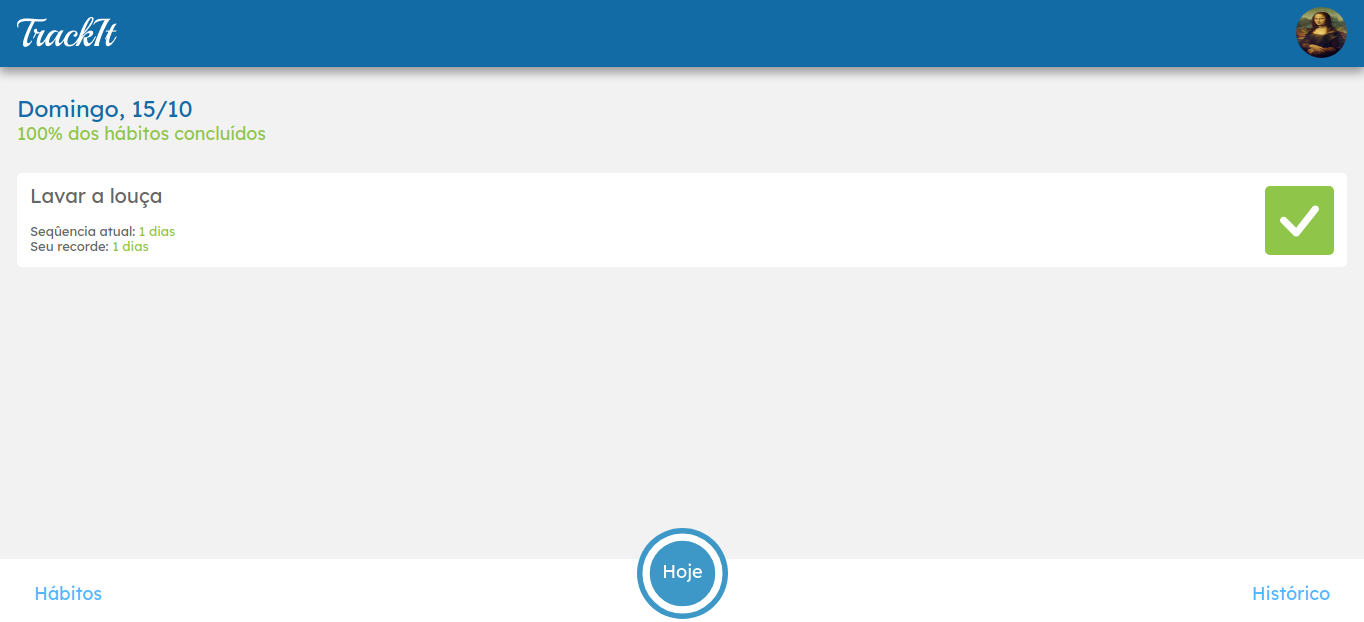 TrackIt
Domingo, 15/10
100% dos hábitos concluídos
Lavar a louça
Seqûencia atual: 1 dias
Seu recorde: 1 dias
Hoje
Hábitos
Histórico